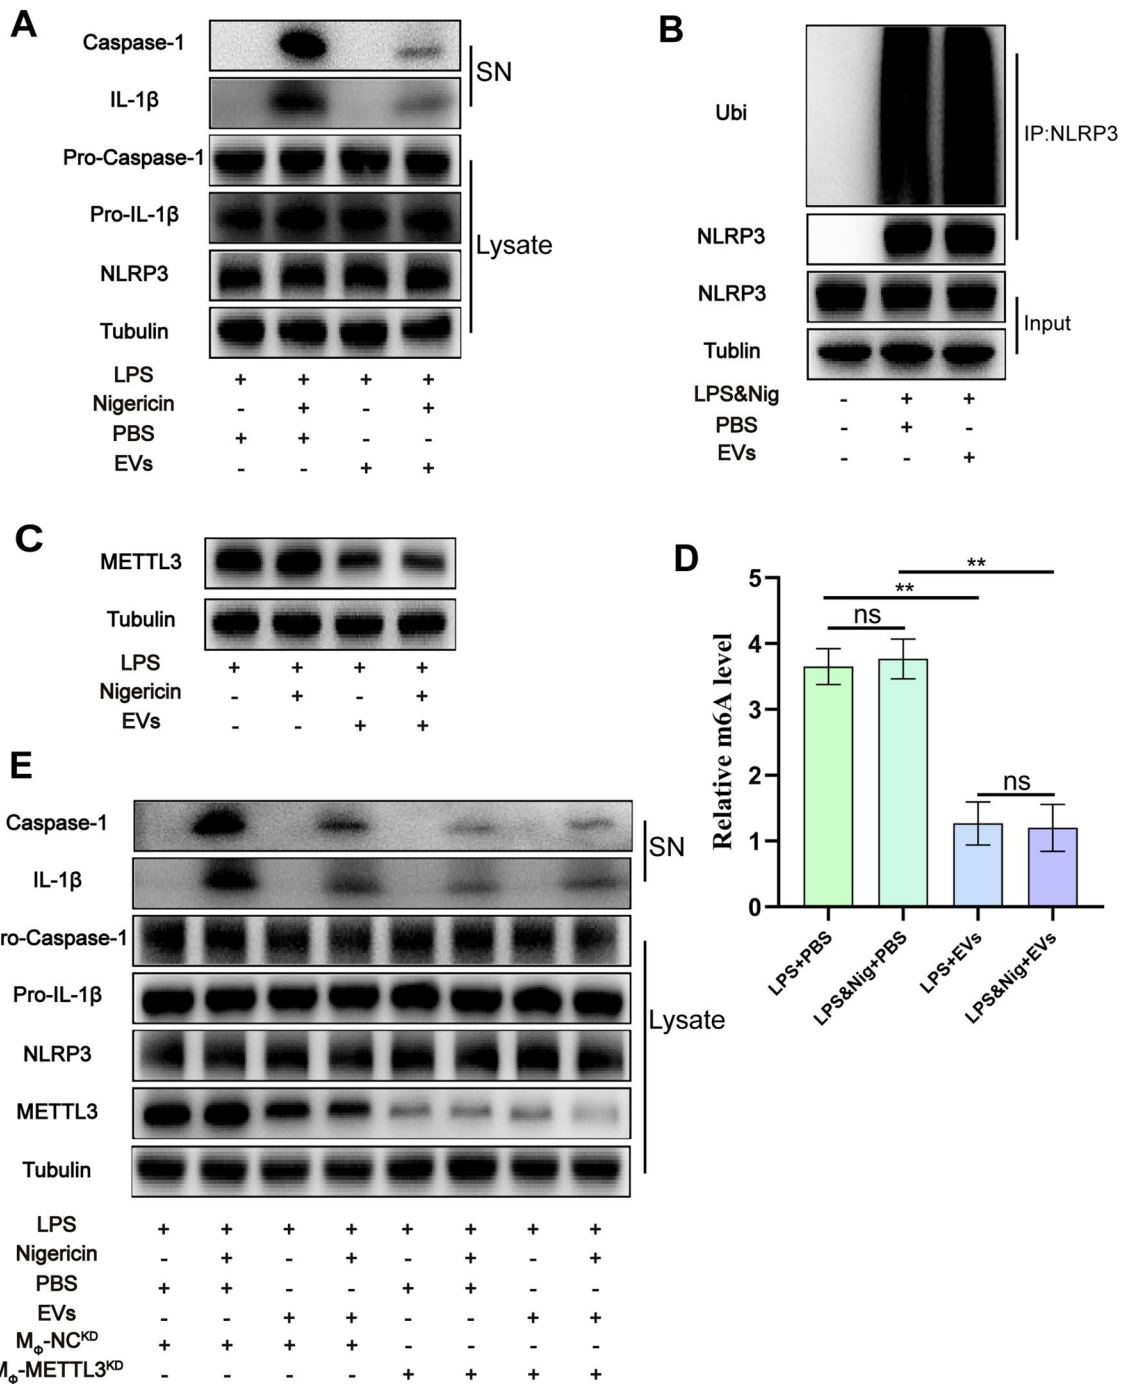 A
Caspase-1
IL-1β
SN
Pro-Caspase-1
Pro-IL-1β
NLRP3
Tubulin
Lysate
LPS + + + +
Nigericin - + - +
PBS + + - -
EVs - - + +
B
Ubi
NLRP3
IP:NLRP3
NLRP3
Tublin
Input
LPS&Nig - + +
PBS - + -
EVs - - +
C
METTL3
Tubulin
LPS + + + +
Nigericin - + - +
EVs - - + +
D
Relative m6A level
5
4
3
2
1
0
**
**
ns
ns
LPS+PBS
LPS&Nig+PBS
LPS+EVs
LPS&Nig+EVs
E
Caspase-1
IL-1β
SN
ro-Caspase-1
Pro-IL-1β
NLRP3
METTL3
Tubulin
Lysate
LPS + + + + + + + +
Nigericin - + - + - + - +
PBS + + - - + + - -
EVs - - + + - - + +
MΦ-NCKD + + + + - - - -
MΦ-METTL3KD - - - - + + + +